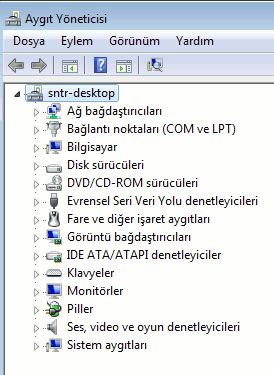 Aygıt Yöneticisi
Dosya Eylem Görünüm Yardım
sntr-desktop
Ağ bağdaştırıcıları
Bağlantı noktaları (COM ve LPT)
Bilgisayar
Disk sürücüleri
DVD/CD-ROM sürücüleri
Evrensel Seri Veri Yolu denetleyicileri
Fare ve diğer işaret aygıtları
Görüntü bağdaştırıcıları
IDE ATA/ATAPI denetleyiciler
Klavyeler
Monitörler
Piller
Ses, video ve oyun denetleyicileri
Sistem aygıtları